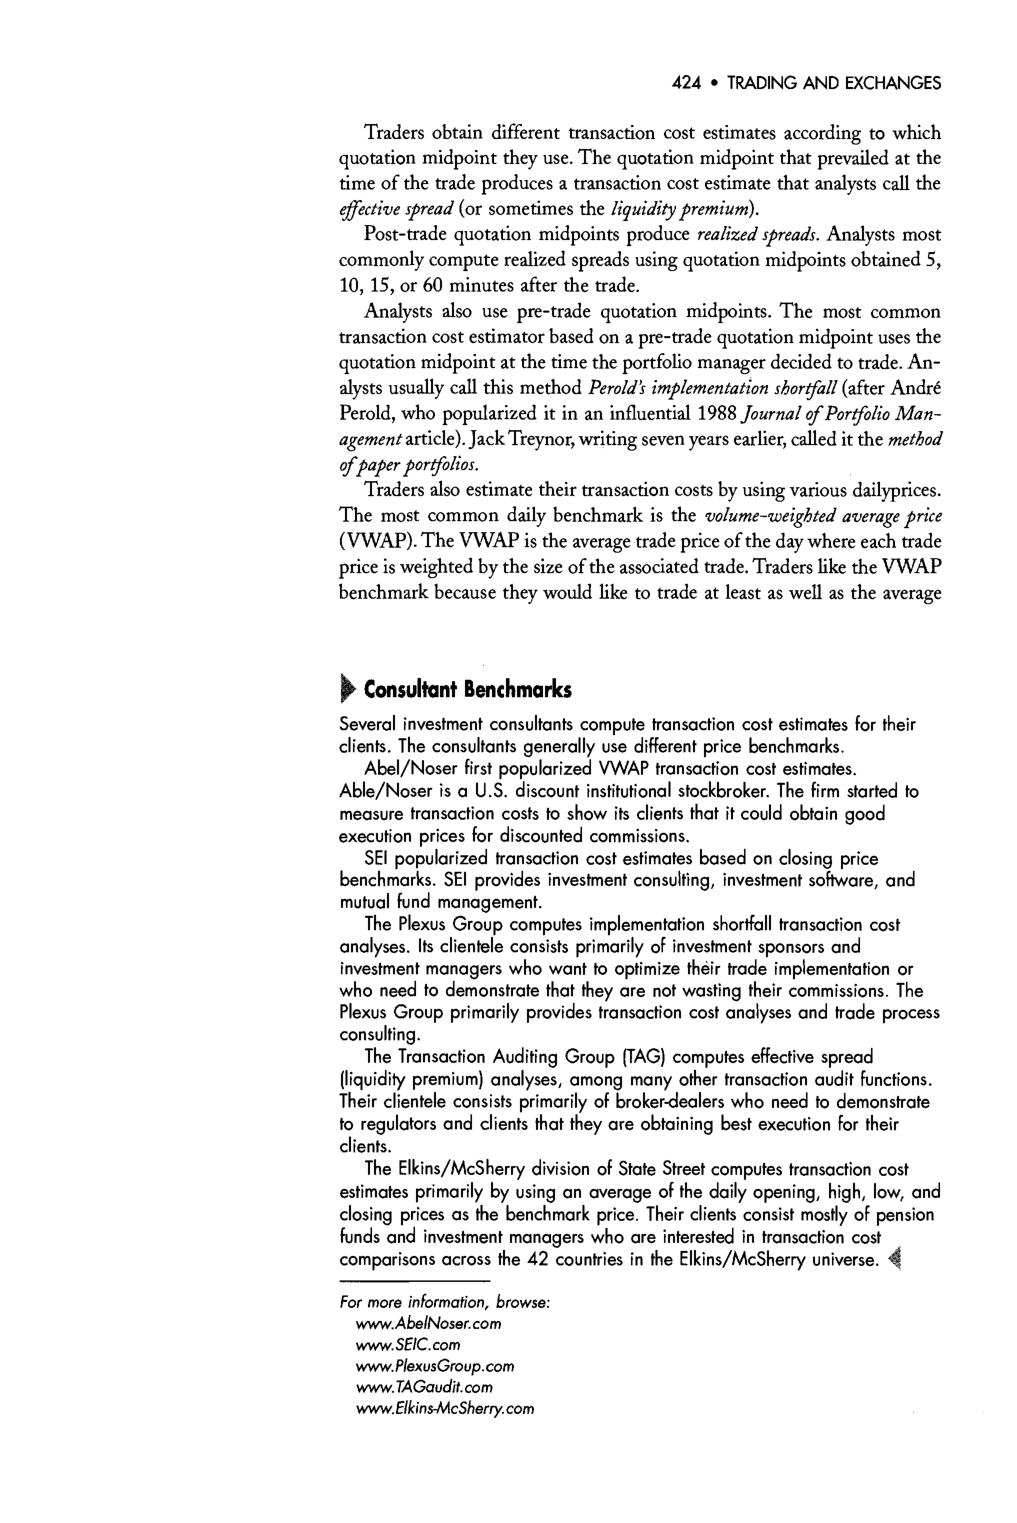 424 • TRADING AND EXCHANGES
Traders obtain different transaction cost estimates according to which
quotation midpoint they use. The quotation midpoint that prevailed at the
time of the trade produces a transaction cost estimate that analysts call the
effective spread (or sometimes the liquidity premium).
Post-trade quotation midpoints produce realized spreads. Analysts most
commonly compute realized spreads using quotation midpoints obtained 5,
10, 15, or 60 minutes after the trade.
Analysts also use pre-trade quotation midpoints. The most common
transaction cost estimator based on a pre-trade quotation midpoint uses the
quotation midpoint at the time the portfolio manager decided to trade. An-
alysts usually call this method Perold's implementation shortfall (after André
Perold, who popularized it in an influential 1988 Journal of Portfolio Man-
agement article). Jack Treynor, writing seven years earlier, called it the method
of paper portfolios.
Traders also estimate their transaction costs by using various dailyprices.
The most common daily benchmark is the volume-weighted average price
(VWAP). The VWAP is the average trade price of the day where each trade
price is weighted by the size of the associated trade. Traders like the VWAP
benchmark because they would like to trade at least as well as the average
Consultant Benchmarks
Several investment consultants compute transaction cost estimates for their
clients. The consultants generally use different price benchmarks.
Abel/Noser first popularized VWAP transaction cost estimates.
Able/Noser is a U.S. discount institutional stockbroker. The firm started to
measure transaction costs to show its clients that it could obtain good
execution prices for discounted commissions.
SEI popularized transaction cost estimates based on closing price
benchmarks. SEI provides investment consulting, investment software, and
mutual fund management.
The Plexus Group computes implementation shortfall transaction cost
analyses. Its clientele consists primarily of investment sponsors and
investment managers who want to optimize their trade implementation or
who need to demonstrate that they are not wasting their commissions. The
Plexus Group primarily provides transaction cost analyses and trade process
consulting.
The Transaction Auditing Group (TAG) computes effective spread
(liquidity premium) analyses, among many other transaction audit functions.
Their clientele consists primarily of broker-dealers who need to demonstrate
to regulators and clients that they are obtaining best execution for their
clients.
The Elkins/McSherry division of State Street computes transaction cost
estimates primarily by using an average of the daily opening, high, low, and
closing prices as the benchmark price. Their clients consist mostly of pension
funds and investment managers who are interested in transaction cost
comparisons across the 42 countries in the Elkins/McSherry universe.
For more information, browse:
www.AbelNoser.com
www.SEIC.com
www.PlexusGroup.com
www.TAGaudit.com
www.Elkins-McSherry.com